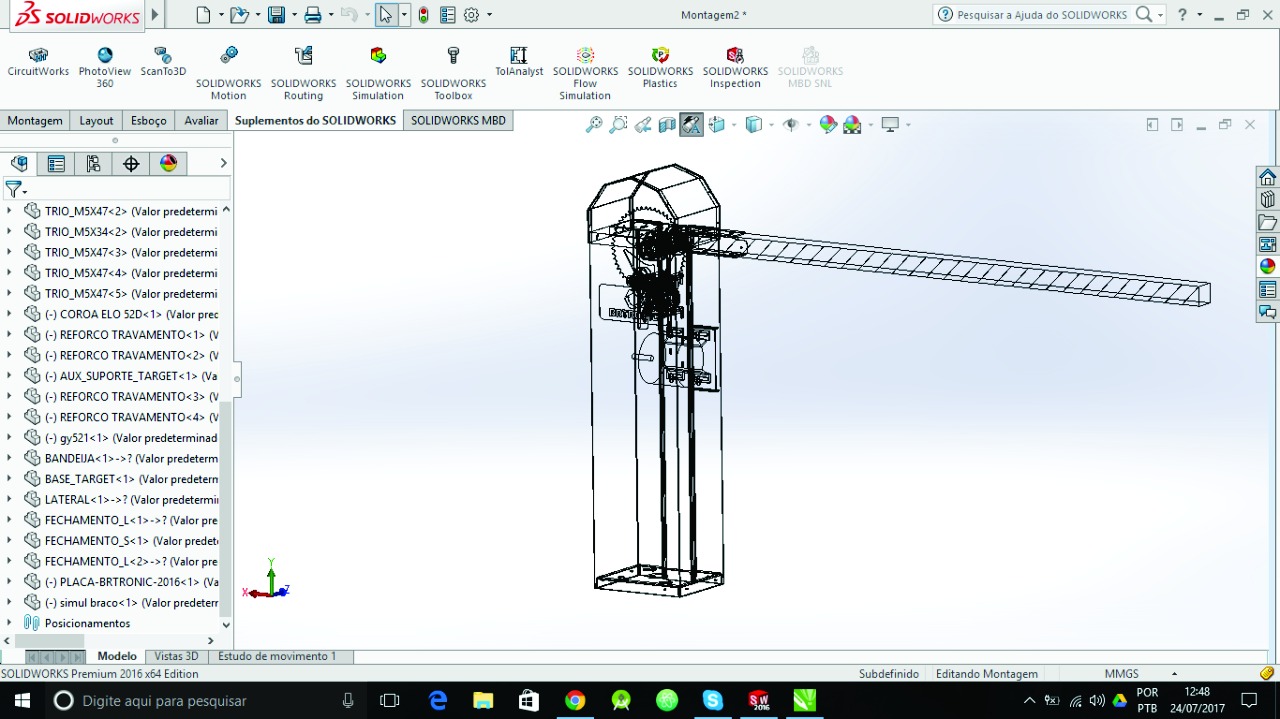 SOLIDWORKS
Montagem2 *
Pesquisar a Ajuda do SOLIDWORKS
?
CircuitWorks
PhotoView 360
ScanTo3D
SOLIDWORKS Motion
SOLIDWORKS Routing
SOLIDWORKS Simulation
SOLIDWORKS Toolbox
TolAnalyst
SOLIDWORKS Flow Simulation
SOLIDWORKS Plastics
SOLIDWORKS Inspection
SOLIDWORKS MBD SNL
Montagem
Layout
Esboço
Avaliar
Suplementos do SOLIDWORKS
SOLIDWORKS MBD
TRIO_M5X47<2> (Valor predetermi
TRIO_M5X34<2> (Valor predetermi
TRIO_M5X47<3> (Valor predetermi
TRIO_M5X47<4> (Valor predetermi
TRIO_M5X47<5> (Valor predetermi
(-) COROA ELO 52D<1> (Valor prec
(-) REFORCO TRAVAMENTO<1> (V
(-) REFORCO TRAVAMENTO<2> (V
(-) AUX_SUPORTE_TARGET<1> (Va
(-) REFORCO TRAVAMENTO<3> (V
(-) REFORCO TRAVAMENTO<4> (V
(-) gy521<1> (Valor predeterminad
BANDEIJA<1>->? (Valor predeterm
BASE_TARGET<1> (Valor predeterm
LATERAL<1>->? (Valor predetermi
FECHAMENTO_L<1>->? (Valor pre
FECHAMENTO_S<1> (Valor predet
FECHAMENTO_L<2>->? (Valor pre
(-) PLACA-BRTRONIC-2016<1> (Va
(-) simul braco<1> (Valor predeterr
Posicionamentos
Y
X
Z
Modelo
Vistas 3D
Estudo de movimento 1
SOLIDWORKS Premium 2016 x64 Edition
Subdefinido
Editando Montagem
MMGS
Digite aqui para pesquisar
SW
2016
POR
PTB
12:48
24/07/2017